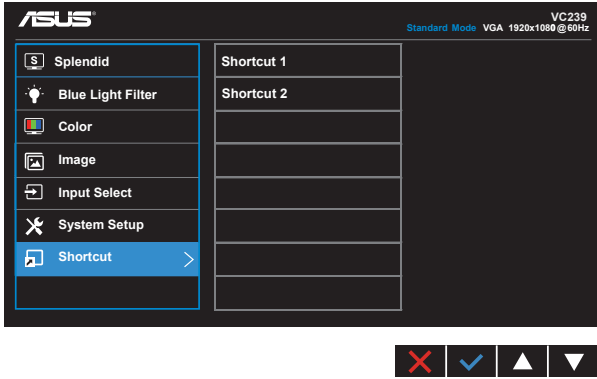 ASUS
VC239
Standard Mode VGA 1920x1080@60Hz
S Splendid
Blue Light Filter
Color
Image
Input Select
System Setup
Shortcut
Shortcut 1
Shortcut 2